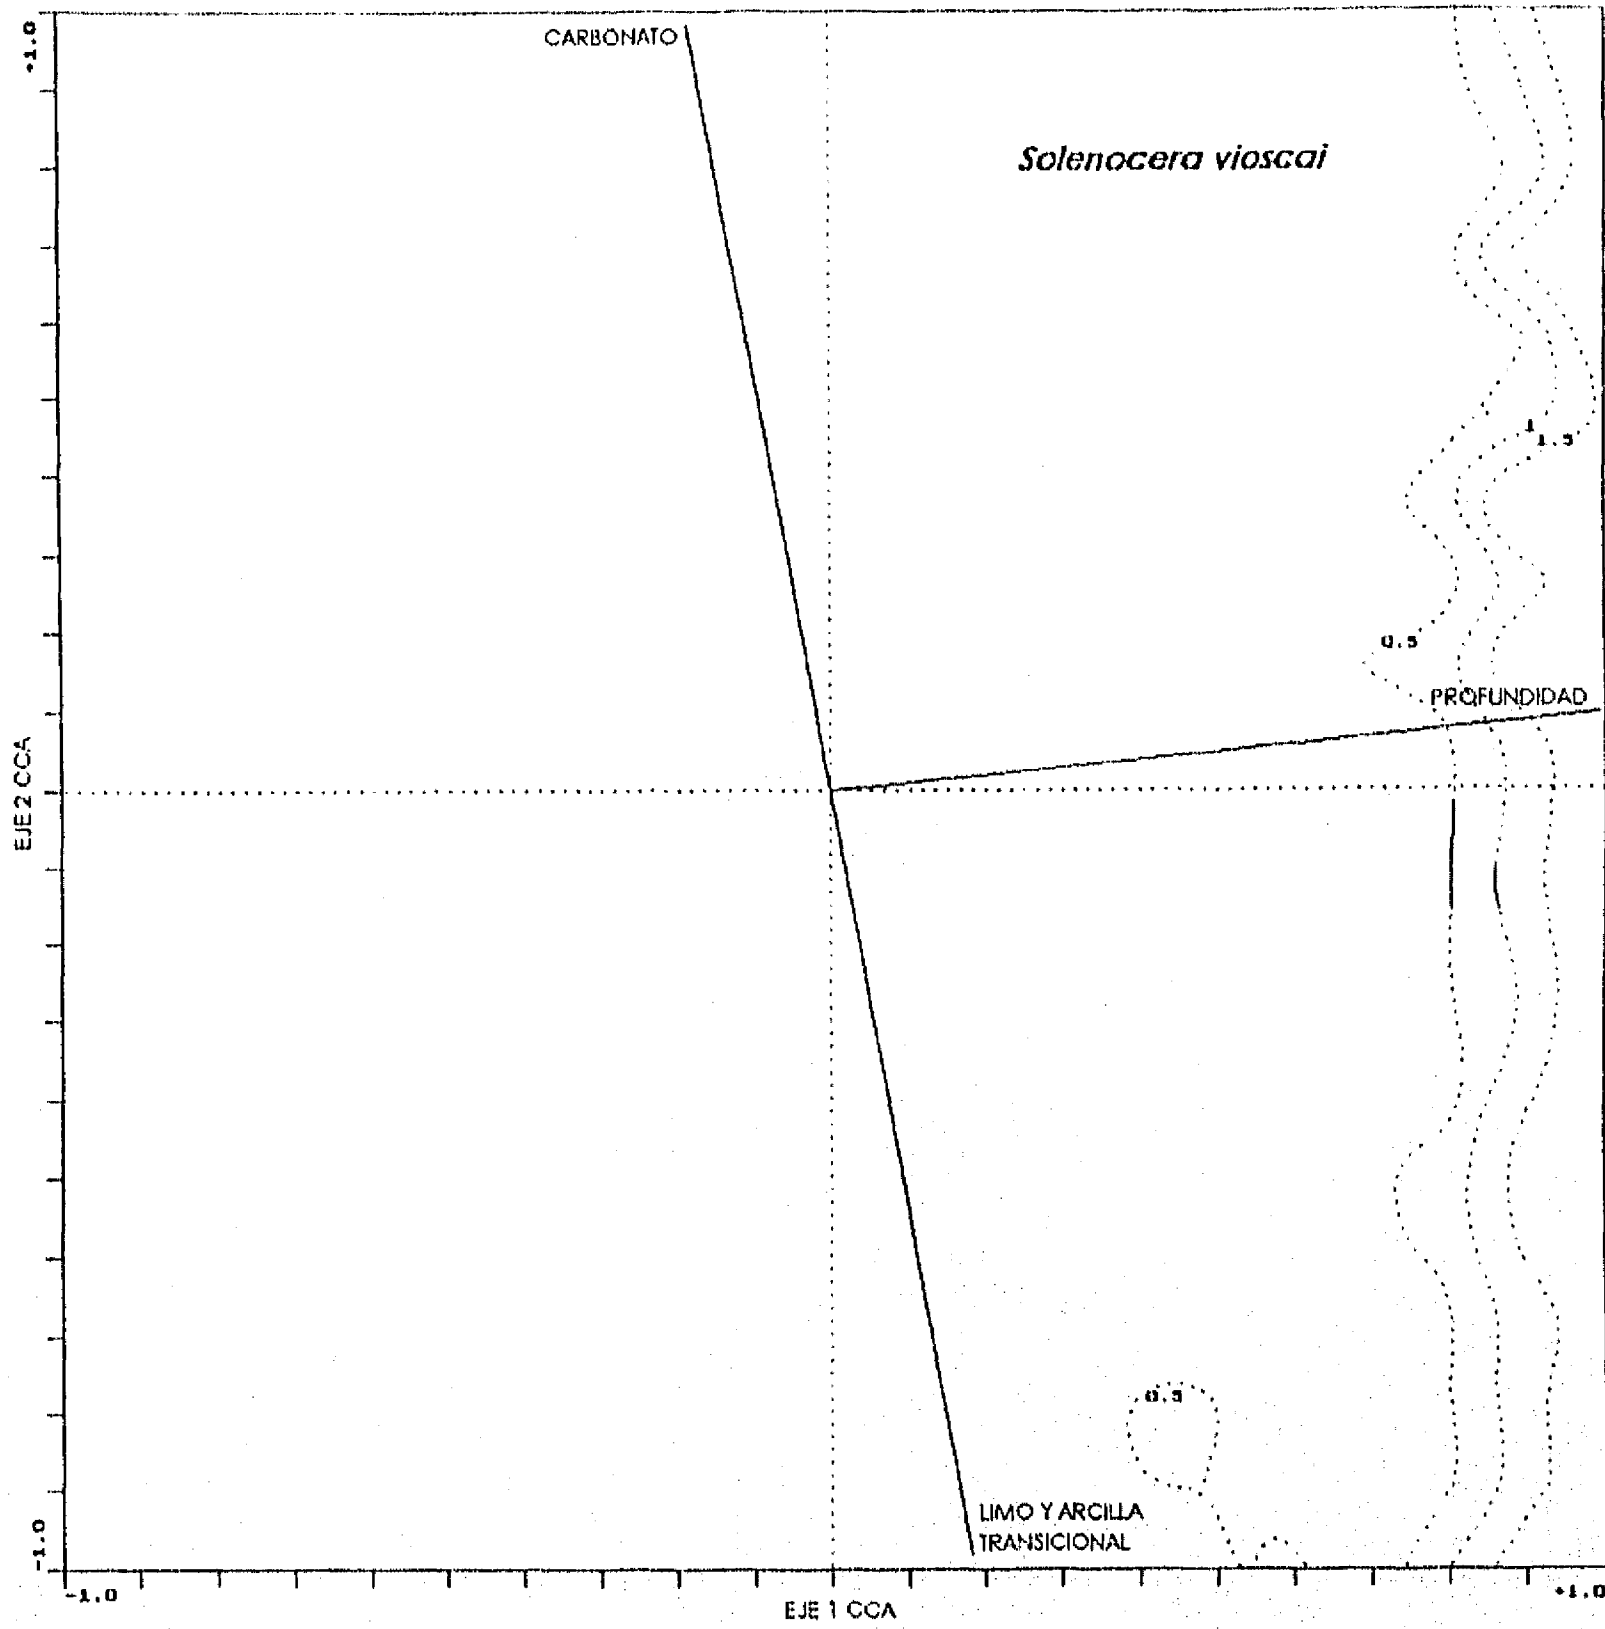 +1.0
CARBONATO
Solenocera vioscai
1
1.5
0.5
PROFUNDIDAD
EJE 2 CCA
0.5
LIMO Y ARCILLA
TRANSICIONAL
-1.0
-1.0
+1.0
EJE 1 CCA